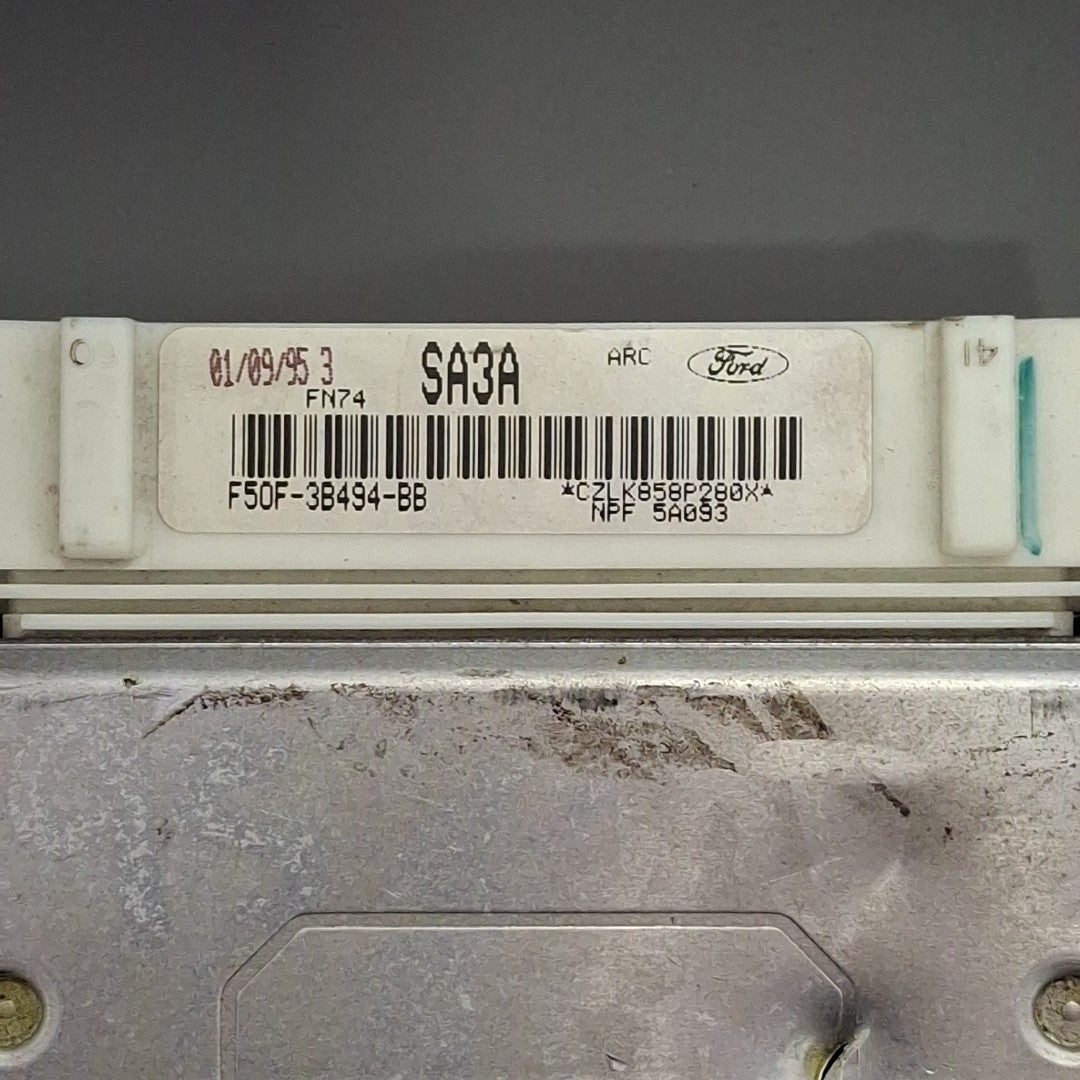 01/09/95 3
SA3A
ARC
Ford
FN74
F50F-3B494-BB
*CZLK858P280X*
NPF 5A093
41